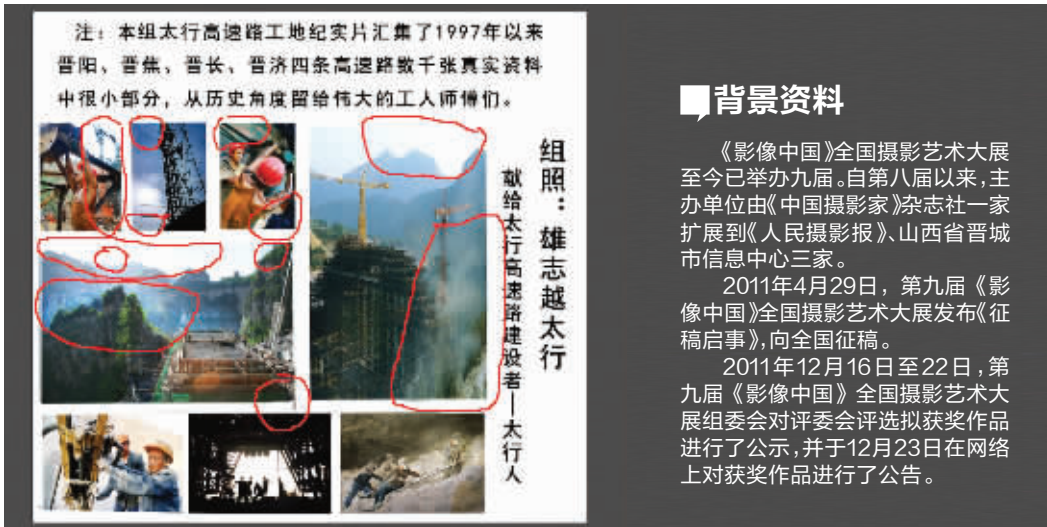 注：本组太行高速路工地纪实片汇集了1997年以来
晋阳、晋焦、晋长、晋济四条高速路数千张真实资料
中很小部分，从历史角度留给伟大的工人师傅们。
组照：雄志越太行
献给太行高速路建设者—太行人
背景资料
《影像中国》全国摄影艺术大展
至今已举办九届。自第八届以来，主
办单位由《中国摄影家》杂志社一家
扩展到《人民摄影报》、山西省晋城
市信息中心三家。
2011年4月29日，第九届《影
像中国》全国摄影艺术大展发布《征
稿启事》，向全国征稿。
2011年12月16日至22日，第
九届《影像中国》全国摄影艺术大
展组委会对评委会评选拟获奖作品
进行了公示，并于12月23日在网络
上对获奖作品进行了公告。